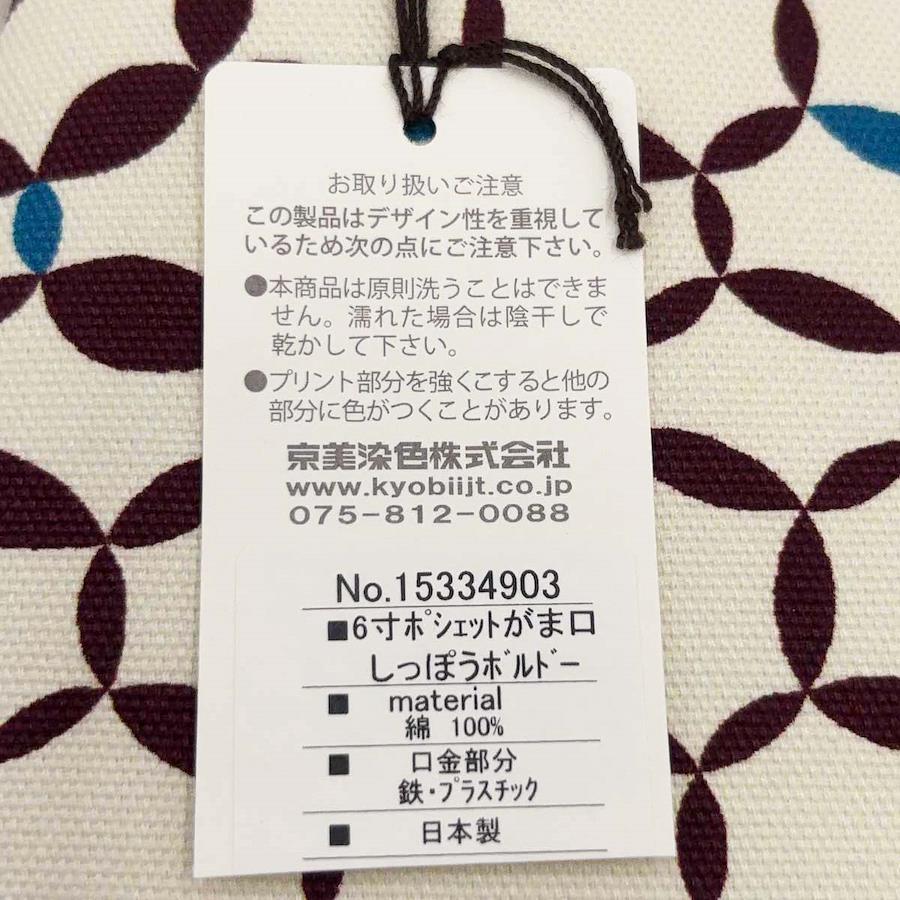 お取り扱いご注意
この製品はデザイン性を重視して
いるため次の点にご注意下さい。
●本商品は原則洗うことはできま
せん。濡れた場合は陰干しで
乾かして下さい。
●プリント部分を強くこすると他の
部分に色がつくことがあります。
京美染色株式会社
www.kyobiijt.co.jp
075-812-0088
No.15334903
■6寸ﾎﾟｼｪｯﾄがま口
しっぽうﾎﾞﾙﾄﾞｰ
■ material
綿 100%
■ 口金部分
鉄・ﾌﾟﾗｽﾁｯｸ
■ 日本製